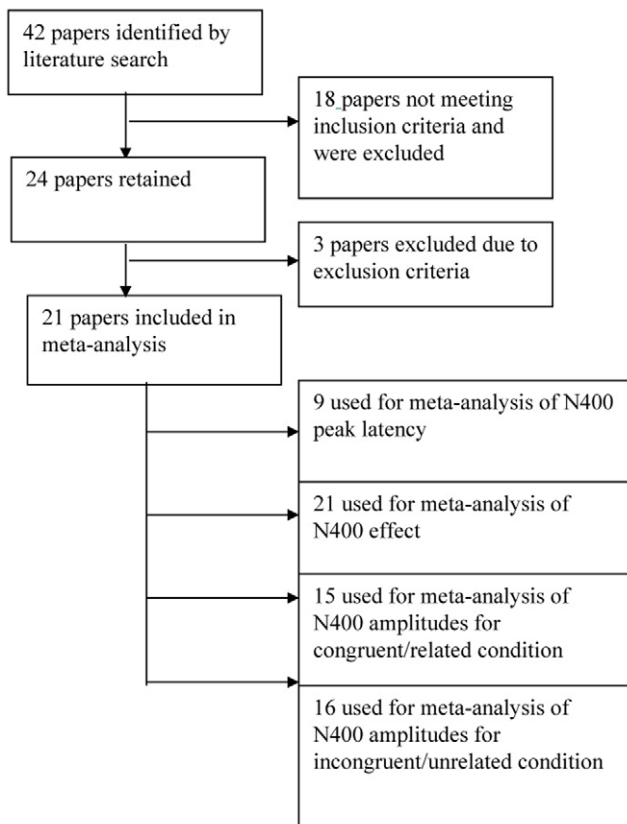 42 papers identified by
literature search
18 papers not meeting
inclusion criteria and
were excluded
24 papers retained
3 papers excluded due to
exclusion criteria
21 papers included in
meta-analysis
9 used for meta-analysis of N400
peak latency
21 used for meta-analysis of
N400 effect
15 used for meta-analysis of
N400 amplitudes for
congruent/related condition
16 used for meta-analysis of
N400 amplitudes for
incongruent/unrelated condition